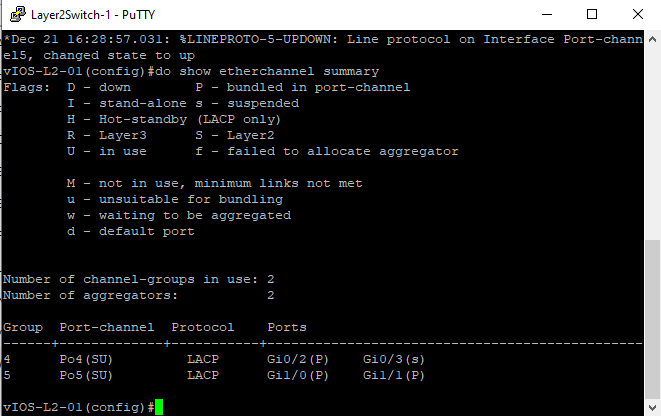 Layer2Switch-1 - PuTTY
*Dec 21 16:28:57.031: %LINEPROTO-5-UPDOWN: Line protocol on Interface Port-chann
el5, changed state to up
vIOS-L2-01(config)#do show etherchannel summary
Flags:  D - down        P - bundled in port-channel
        I - stand-alone s - suspended
        H - Hot-standby (LACP only)
        R - Layer3      S - Layer2
        U - in use      f - failed to allocate aggregator

        M - not in use, minimum links not met
        u - unsuitable for bundling
        w - waiting to be aggregated
        d - default port


Number of channel-groups in use: 2
Number of aggregators:           2

Group  Port-channel  Protocol    Ports
------+-------------+-----------+-----------------------------------------------
4      Po4(SU)         LACP      Gi0/2(P)    Gi0/3(s)
5      Po5(SU)         LACP      Gi1/0(P)    Gi1/1(P)

vIOS-L2-01(config)#